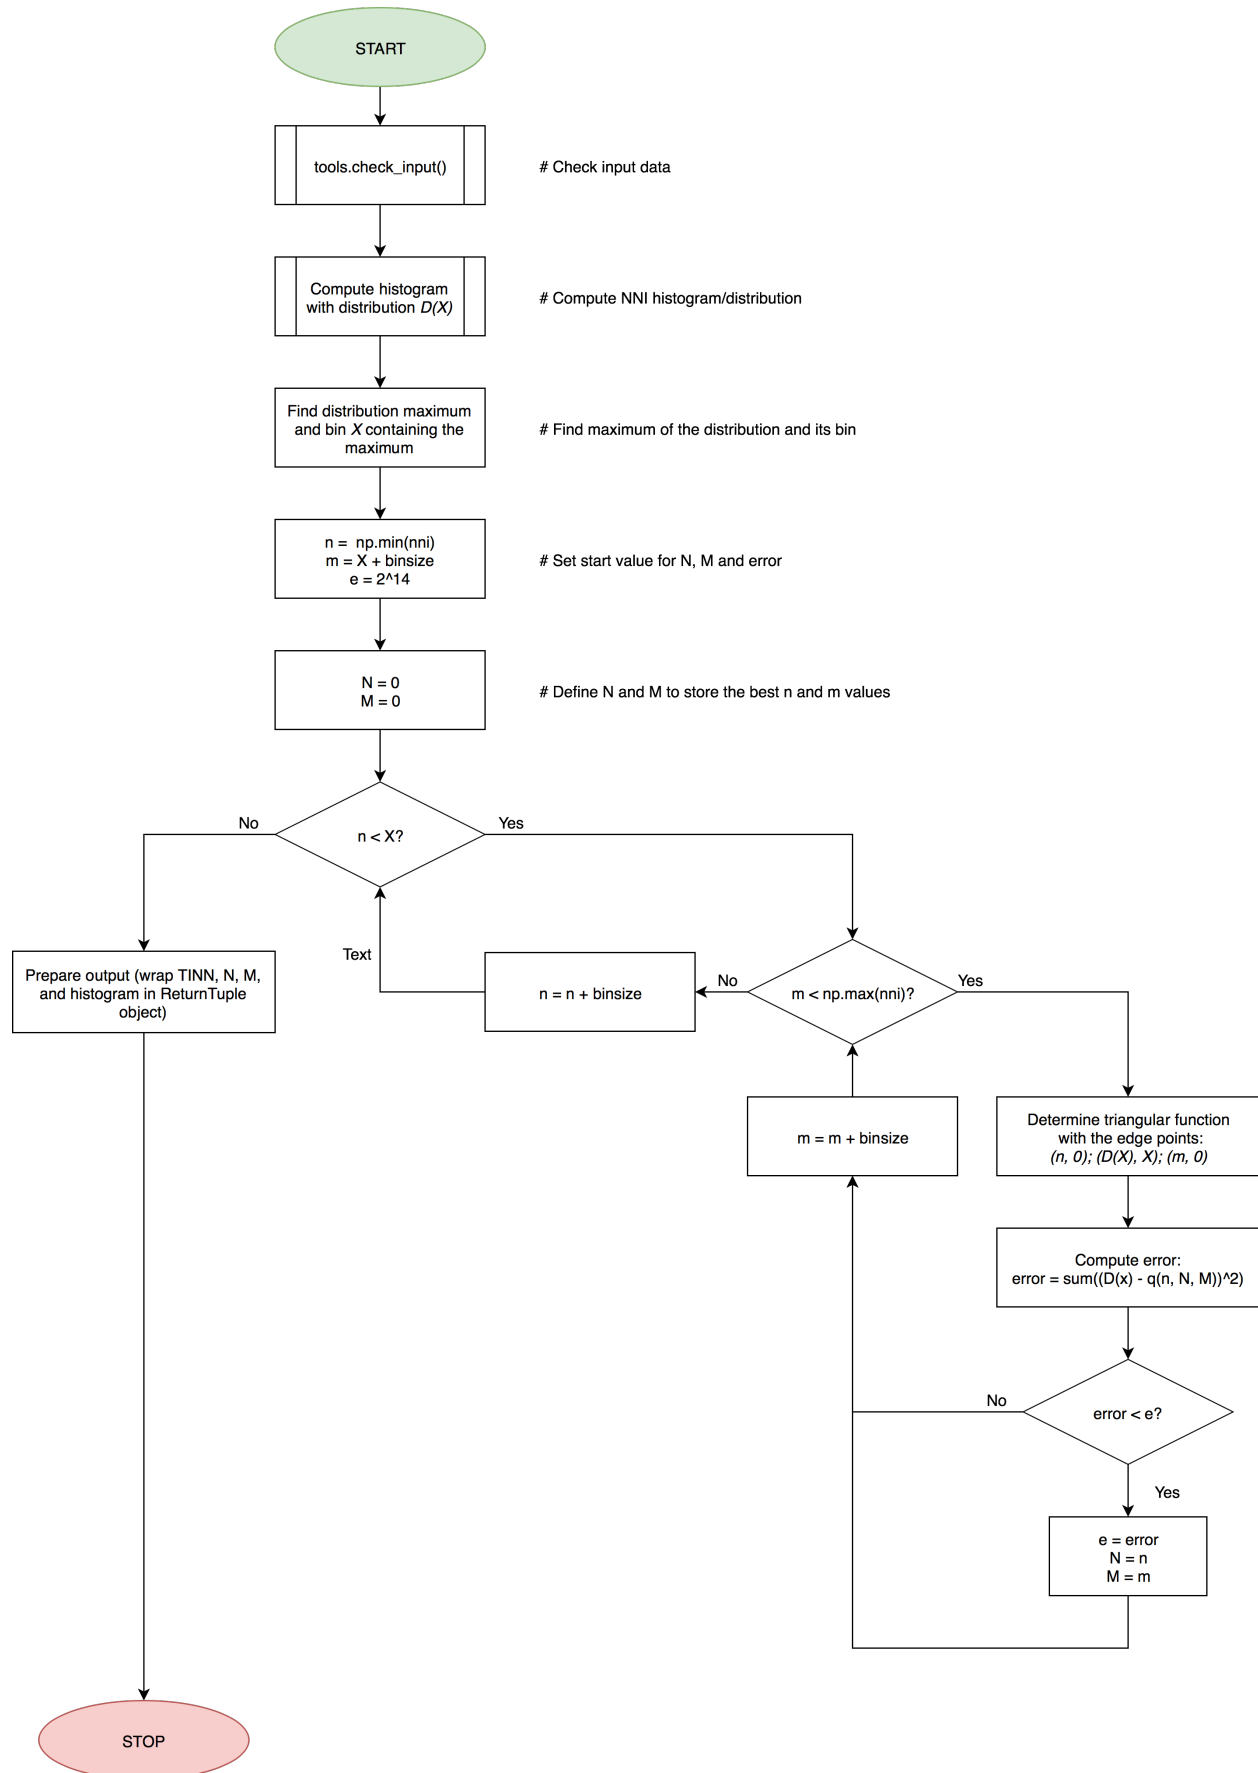 START
tools.check_input()
# Check input data
Compute histogram
with distribution D(X)
# Compute NNI histogram/distribution
Find distribution maximum
and bin X containing the
maximum
# Find maximum of the distribution and its bin
n = np.min(nni)
m = X + binsize
e = 2^14
# Set start value for N, M and error
N = 0
M = 0
# Define N and M to store the best n and m values
n < X?
No
Yes
Text
Prepare output (wrap TINN, N, M,
and histogram in ReturnTuple
object)
n = n + binsize
No
m < np.max(nni)?
Yes
m = m + binsize
Determine triangular function
with the edge points:
(n, 0); (D(X), X); (m, 0)
Compute error:
error = sum((D(x) - q(n, N, M))^2)
No
error < e?
Yes
e = error
N = n
M = m
STOP